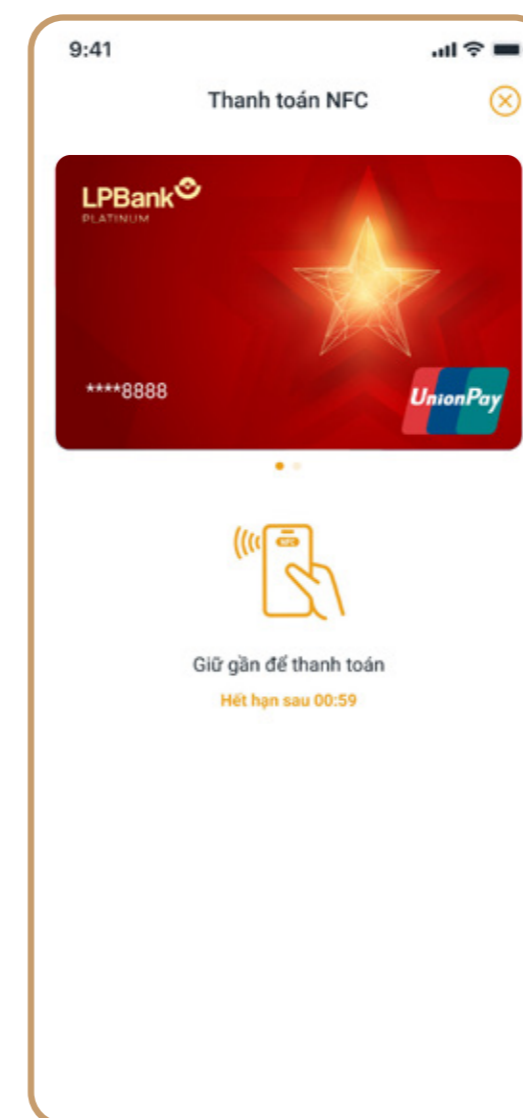 9:41
Thanh toán NFC
LPBank
PLATINUM
****8888
UnionPay
NFC
Giữ gần để thanh toán
Hết hạn sau 00:59